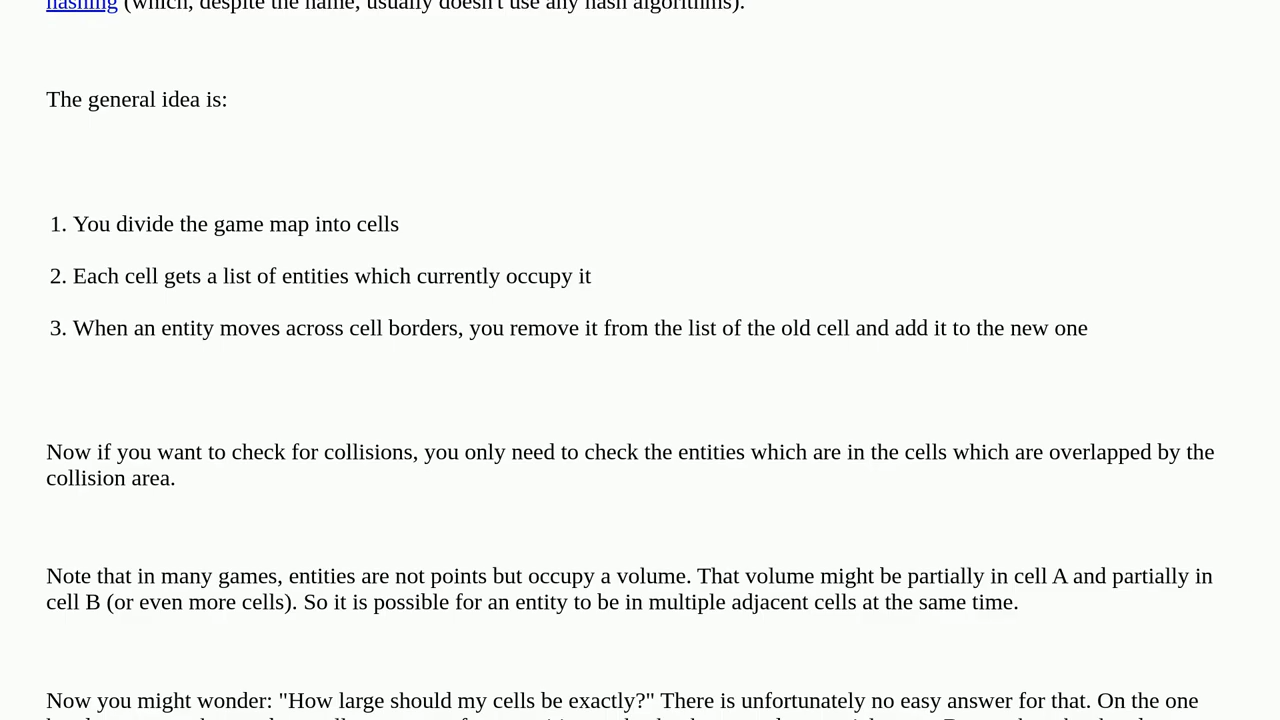 hashing (which, despite the name, usually doesn't use any hash algorithms).
The general idea is:
1. You divide the game map into cells
2. Each cell gets a list of entities which currently occupy it
3. When an entity moves across cell borders, you remove it from the list of the old cell and add it to the new one
Now if you want to check for collisions, you only need to check the entities which are in the cells which are overlapped by the
collision area.
Note that in many games, entities are not points but occupy a volume. That volume might be partially in cell A and partially in
cell B (or even more cells). So it is possible for an entity to be in multiple adjacent cells at the same time.
Now you might wonder: "How large should my cells be exactly?" There is unfortunately no easy answer for that. On the one